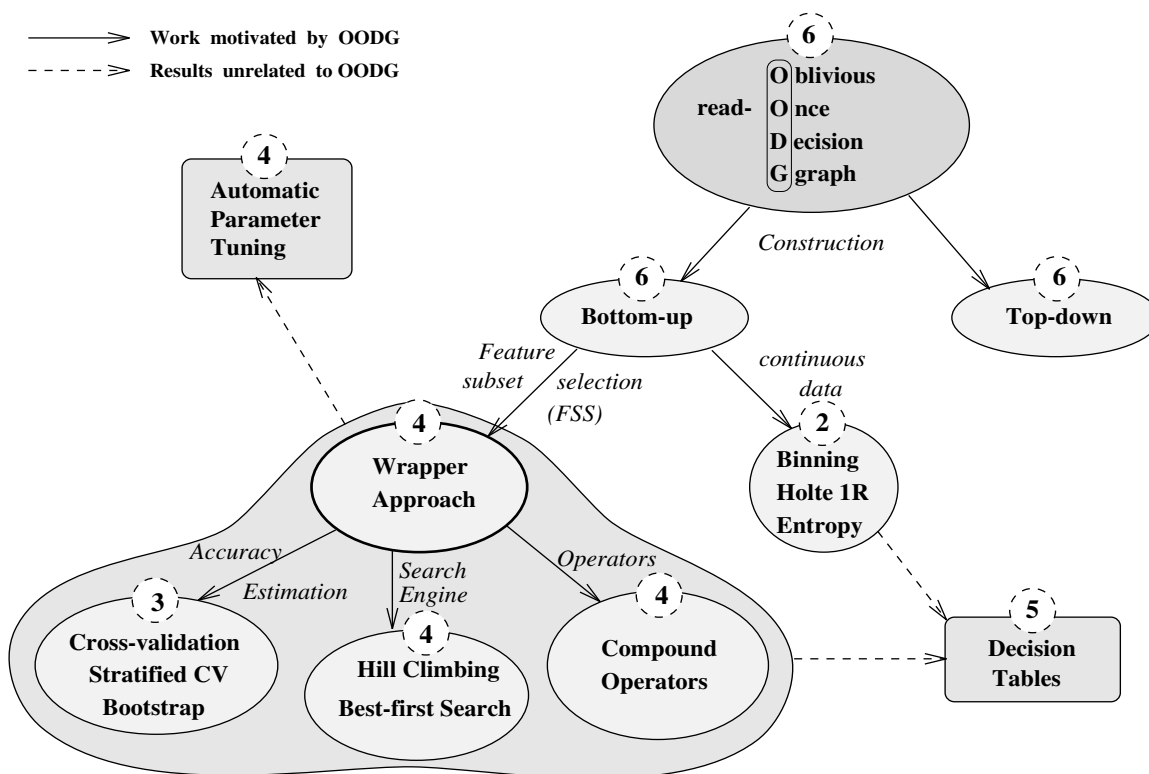 Work motivated by OODG
Results unrelated to OODG
6
Oblivious
read- Once
Decision
Ggraph
4
Automatic
Parameter
Tuning
Construction
6
Bottom-up
6
Top-down
Feature
subset selection
(FSS)
continuous
data
4
Wrapper
Approach
2
Binning
Holte 1R
Entropy
Accuracy
Estimation
Search
Engine
Operators
3
Cross-validation
Stratified CV
Bootstrap
4
Hill Climbing
Best-first Search
4
Compound
Operators
5
Decision
Tables